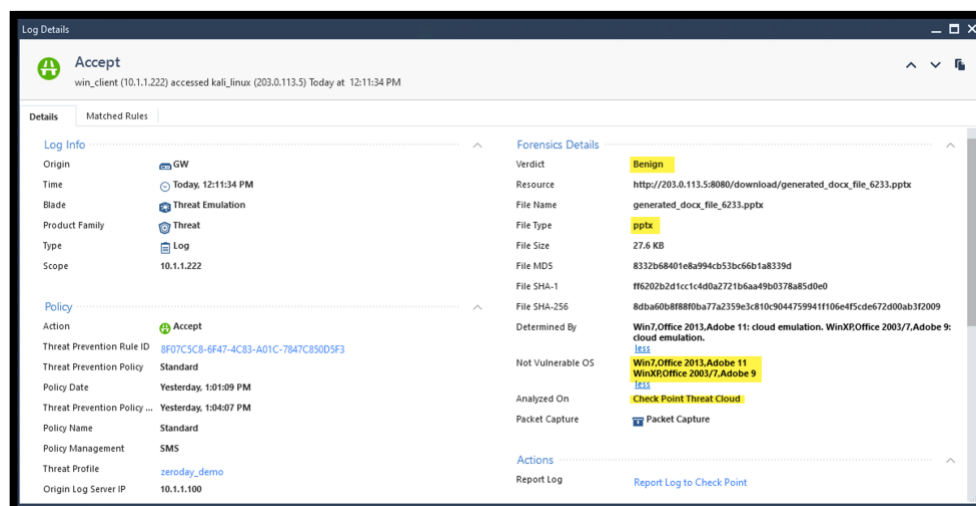 Log Details
Accept
win_client (10.1.1.222) accessed kali_linux (203.0.113.5) Today at 12:11:34 PM
Details
Matched Rules
Log Info
Origin GW
Time Today, 12:11:34 PM
Blade Threat Emulation
Product Family Threat
Type Log
Scope 10.1.1.222
Policy
Action Accept
Threat Prevention Rule ID 8F07C5C8-6F47-4C83-A01C-7847C850D5F3
Threat Prevention Policy Standard
Policy Date Yesterday, 1:01:09 PM
Threat Prevention Policy ... Yesterday, 1:04:07 PM
Policy Name Standard
Policy Management SMS
Threat Profile zeroday_demo
Origin Log Server IP 10.1.1.100
Forensics Details
Verdict Benign
Resource http://203.0.113.5:8080/download/generated_docx_file_6233.pptx
File Name generated_docx_file_6233.pptx
File Type pptx
File Size 27.6 KB
File MD5 8332b68401e8a994cb53bc66b1a8339d
File SHA-1 ff6202b2d1cc1c4d0a2721b6aa49b0378a85d0e0
File SHA-256 8dba60b8f88f0ba77a2359e3c810c9044759941f106e4f5cde672d00ab3f2009
Determined By Win7,Office 2013,Adobe 11: cloud emulation. WinXP,Office 2003/7,Adobe 9:
cloud emulation.
less
Not Vulnerable OS Win7,Office 2013,Adobe 11
WinXP,Office 2003/7,Adobe 9
less
Analyzed On Check Point Threat Cloud
Packet Capture Packet Capture
Actions
Report Log Report Log to Check Point